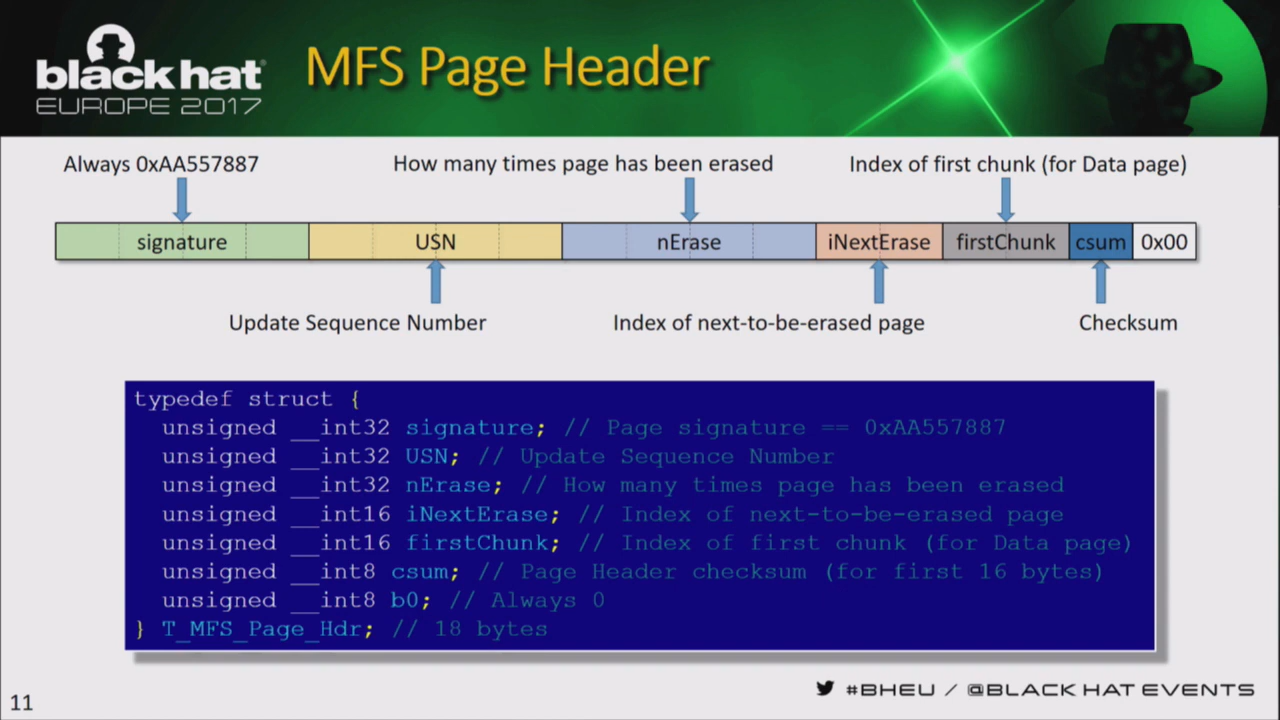 black hat
EUROPE 2017
MFS Page Header
Always 0xAA557887
How many times page has been erased
Index of first chunk (for Data page)
signature USN nErase iNextErase firstChunk csum 0x00
Update Sequence Number
Index of next-to-be-erased page
Checksum
typedef struct {
unsigned __int32 signature; // Page signature == 0xAA557887
unsigned __int32 USN; // Update Sequence Number
unsigned __int32 nErase; // How many times page has been erased
unsigned __int16 iNextErase; // Index of next-to-be-erased page
unsigned __int16 firstChunk; // Index of first chunk (for Data page)
unsigned __int8 csum; // Page Header checksum (for first 16 bytes)
unsigned __int8 b0; // Always 0
} T_MFS_Page_Hdr; // 18 bytes
11
#BHEU / @BLACK HAT EVENTS